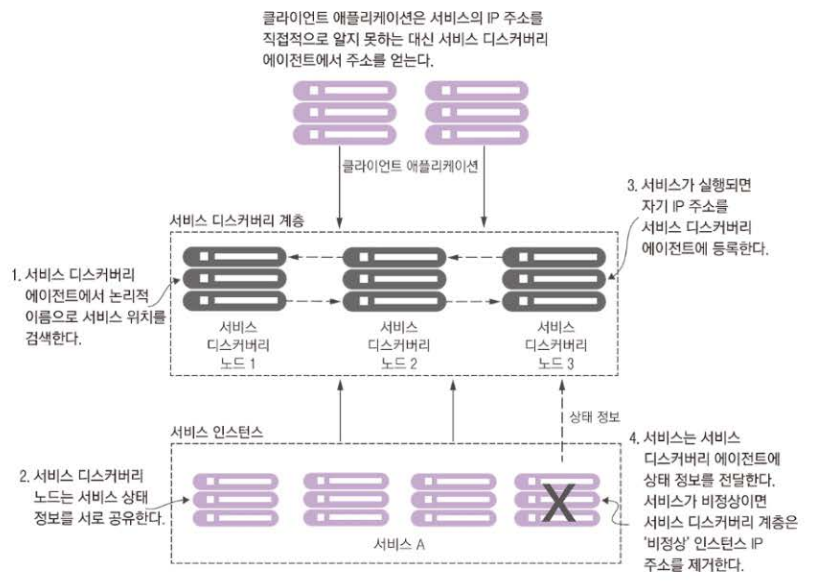 클라이언트 애플리케이션은 서비스의 IP 주소를
직접적으로 알지 못하는 대신 서비스 디스커버리
에이전트에서 주소를 얻는다.
클라이언트 애플리케이션
3. 서비스가 실행되면
자기 IP 주소를
서비스 디스커버리
에이전트에 등록한다.
서비스 디스커버리 계층
1. 서비스 디스커버리
에이전트에서 논리적
이름으로 서비스 위치를
검색한다.
서비스
디스커버리
노드 1
서비스
디스커버리
노드 2
서비스
디스커버리
노드 3
상태 정보
서비스 인스턴스
4. 서비스는 서비스
디스커버리 에이전트에
상태 정보를 전달한다.
서비스가 비정상이면
서비스 디스커버리 계층은
'비정상' 인스턴스 IP
주소를 제거한다.
2. 서비스 디스커버리
노드는 서비스 상태
정보를 서로 공유한다.
X
서비스 A